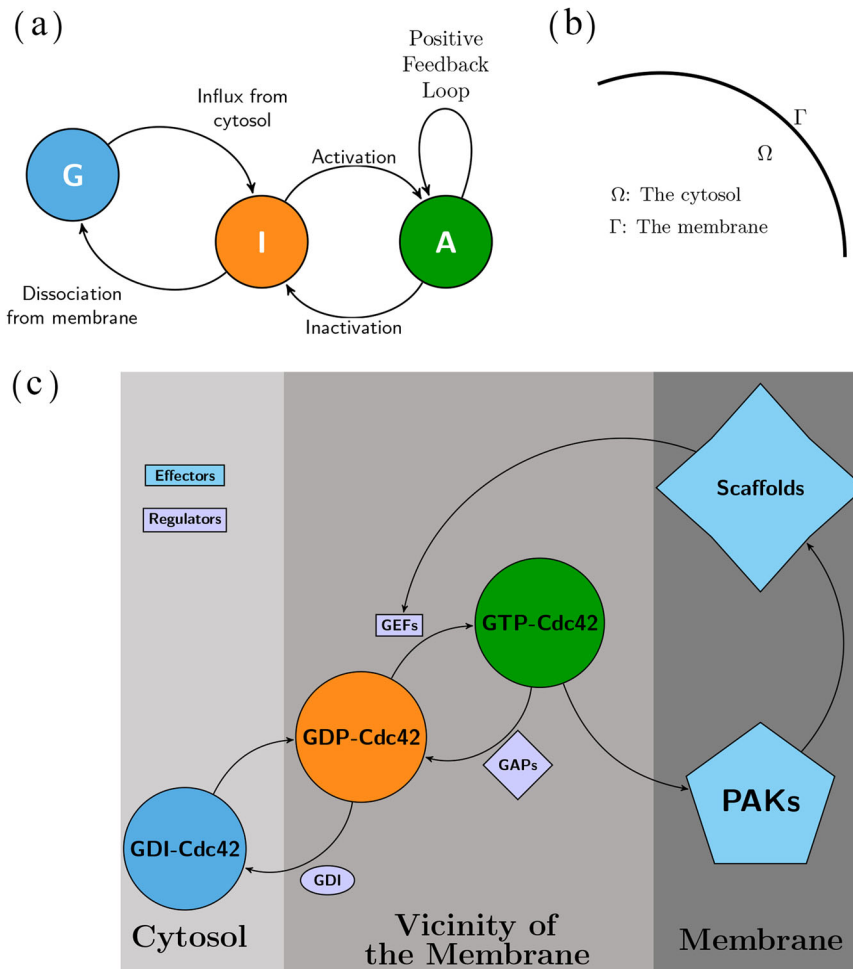 (a)
Positive
Feedback
Loop
Influx from
cytosol
Activation
G
I
A
Dissociation
from membrane
Inactivation
(b)
Γ
Ω
Ω: The cytosol
Γ: The membrane
(c)
Effectors
Regulators
Scaffolds
GEFs
GTP-Cdc42
GDP-Cdc42
GAPs
PAKs
GDI-Cdc42
GDI
Cytosol
Vicinity of
the Membrane
Membrane